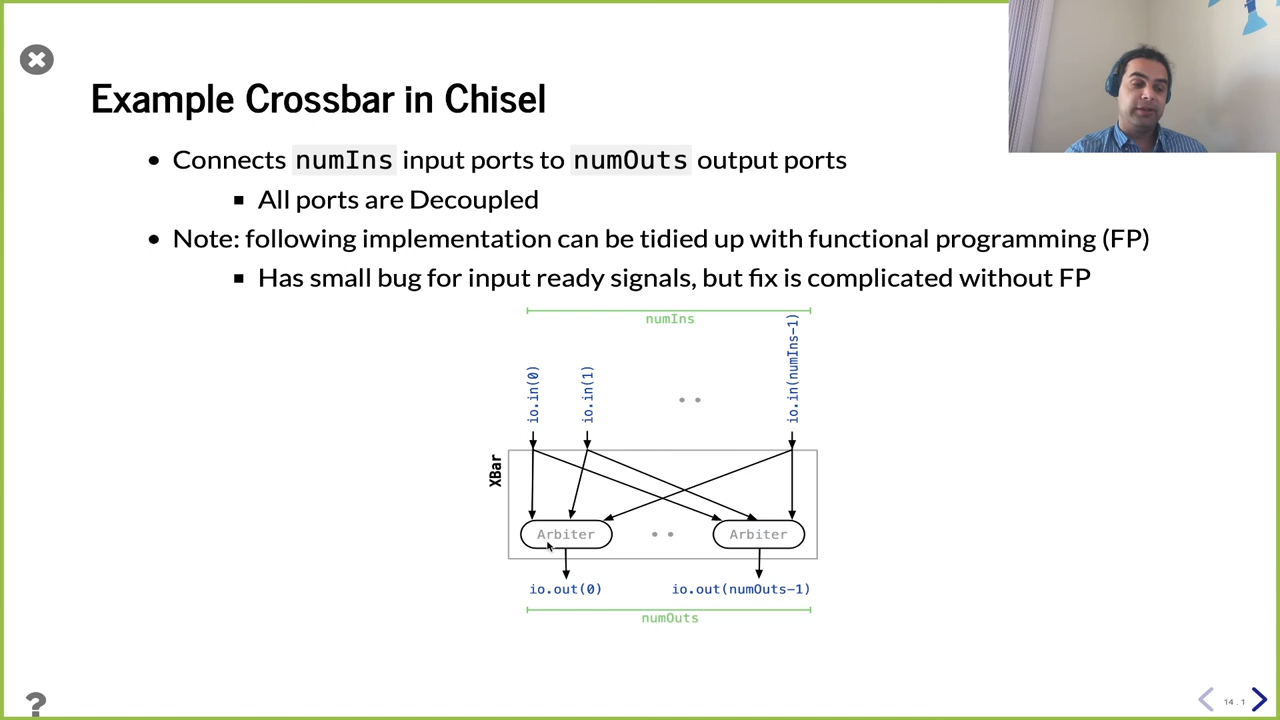 Example Crossbar in Chisel
• Connects numIns input ports to numOuts output ports
▪ All ports are Decoupled
• Note: following implementation can be tidied up with functional programming (FP)
▪ Has small bug for input ready signals, but fix is complicated without FP
numIns
io.in(0)
io.in(1)
io.in(numIns-1)
XBar
Arbiter
Arbiter
io.out(0)
io.out(numOuts-1)
numOuts
?
14 . 1